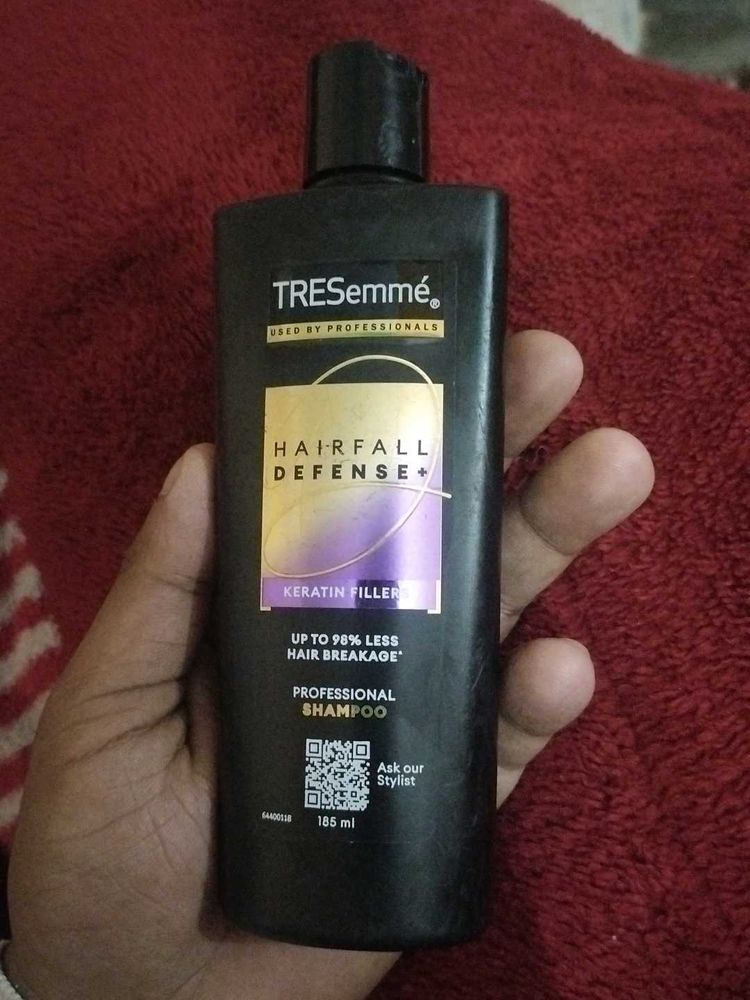 TRESemmé®
USED BY PROFESSIONALS
HAIRFALL
DEFENSE+
KERATIN FILLERS
UP TO 98% LESS
HAIR BREAKAGE*
PROFESSIONAL
SHAMPOO
Ask our
Stylist
64400118
185 ml